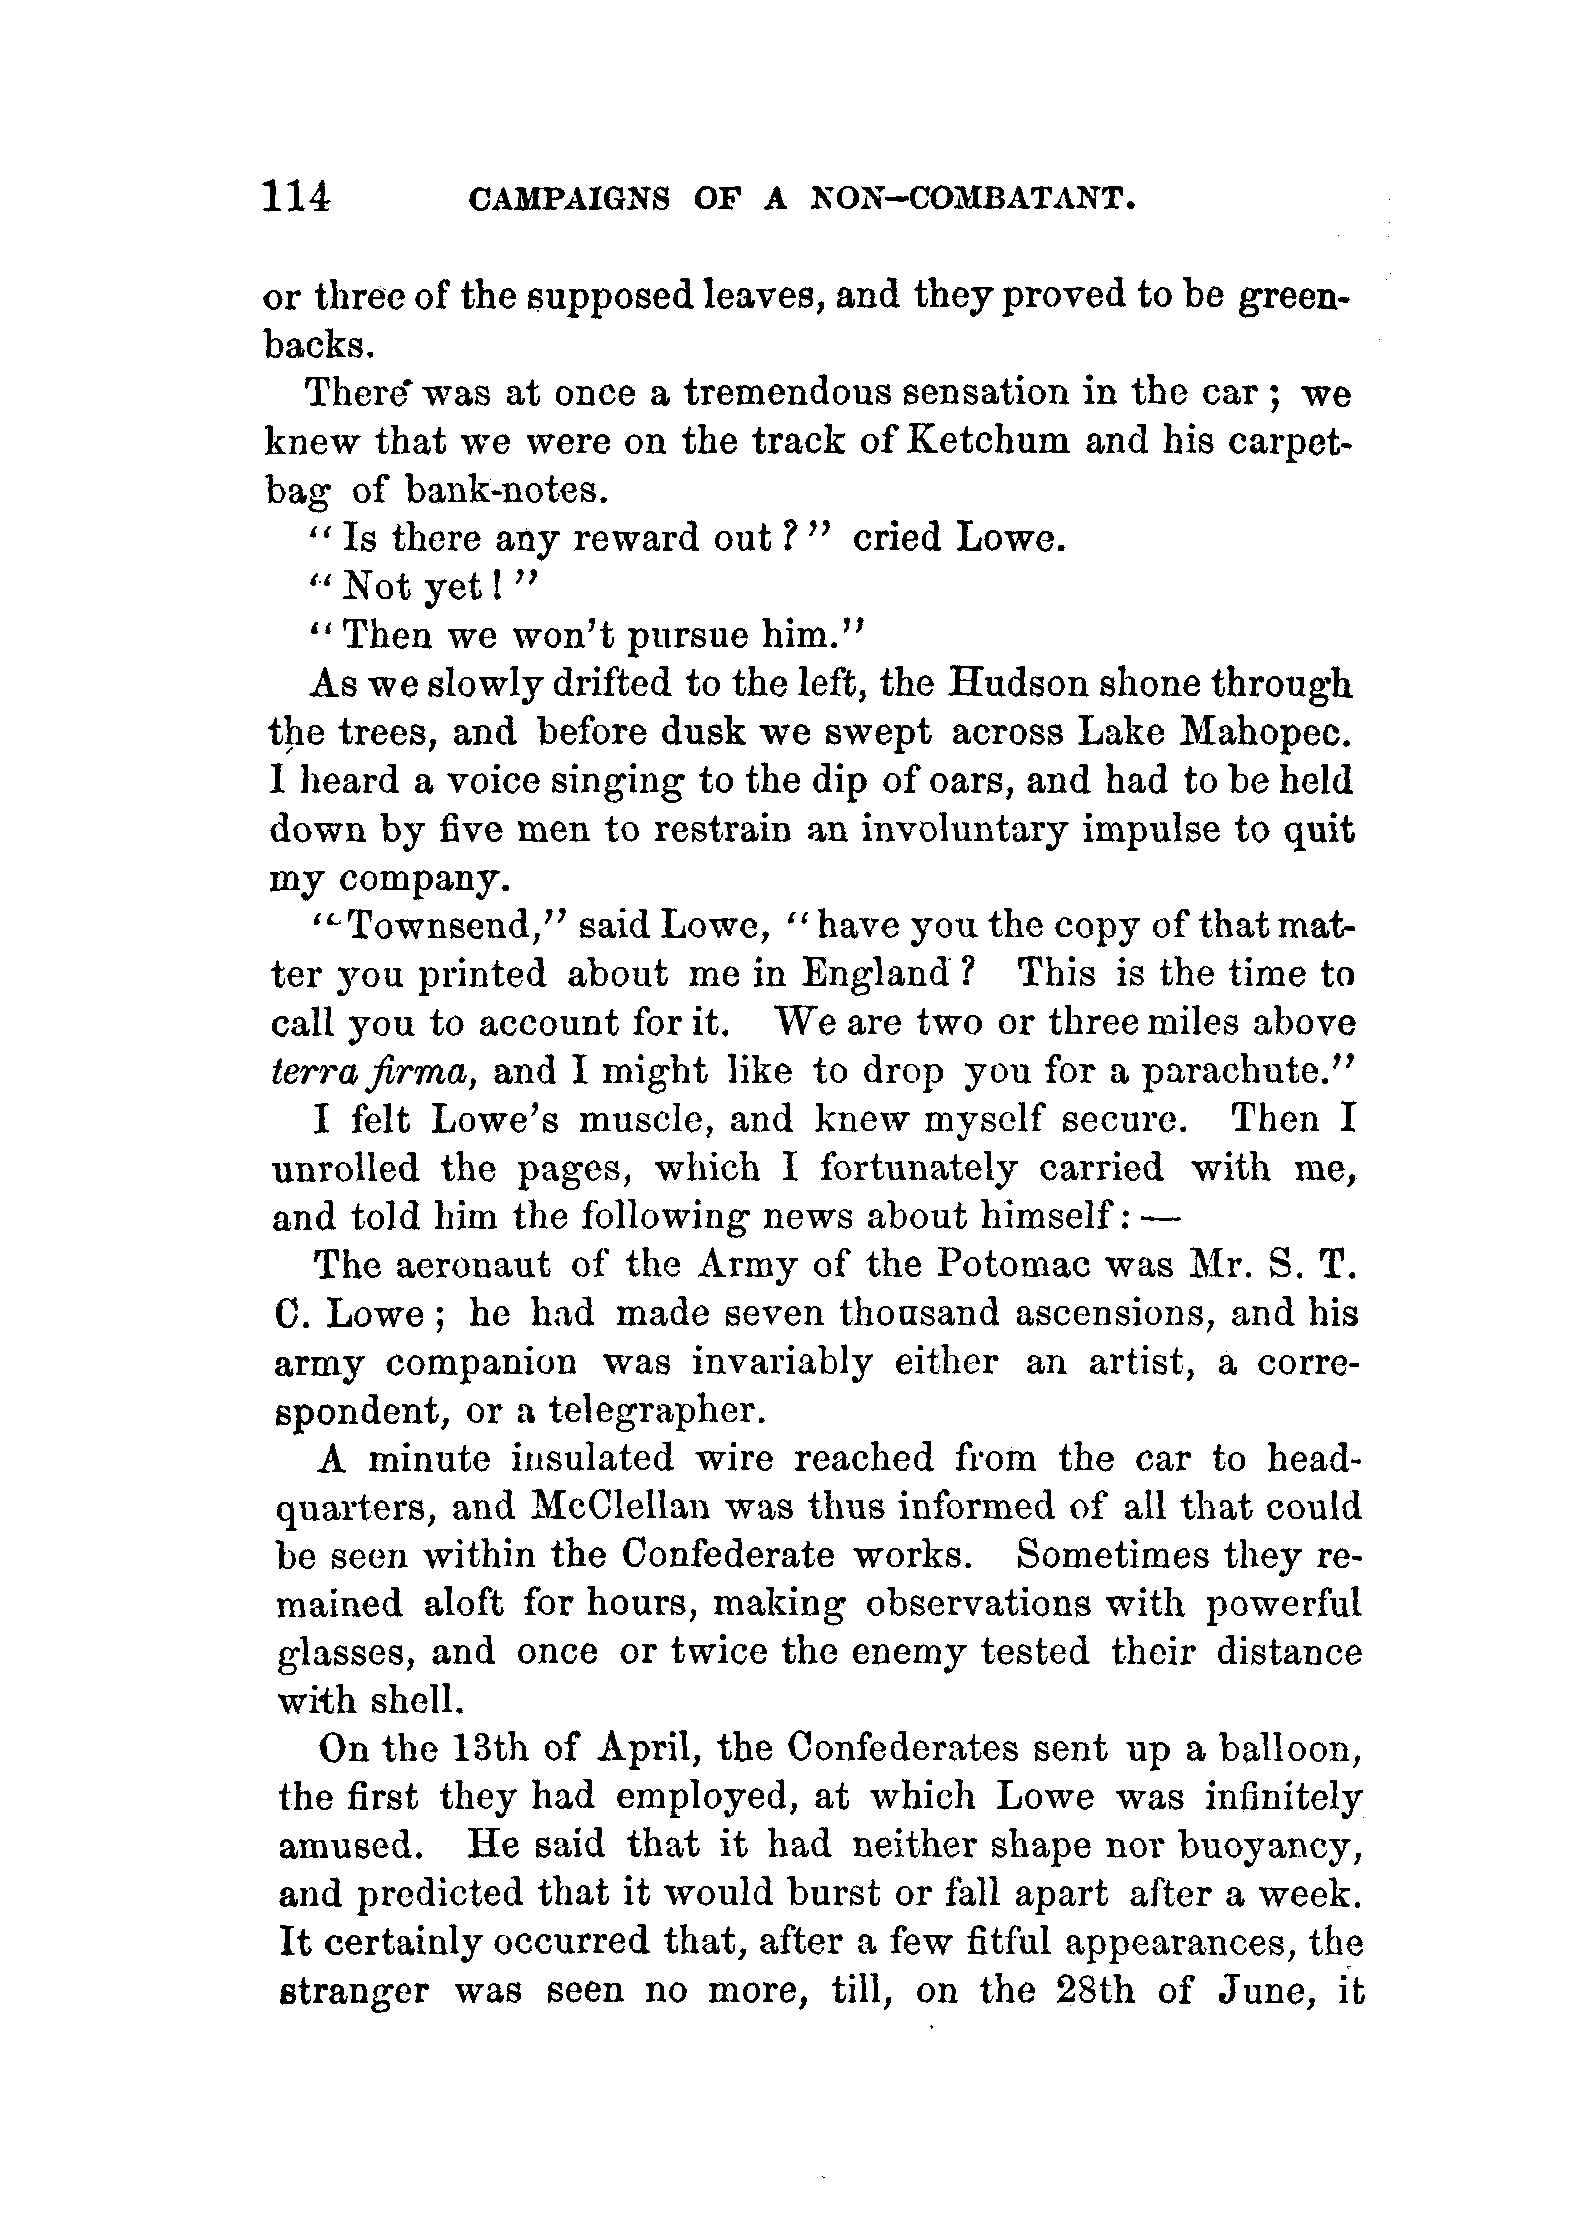 114 CAMPAIGNS OF A NON-COMBATANT.
or three of the supposed leaves, and they proved to be green-
backs.
There was at once a tremendous sensation in the car; we
knew that we were on the track of Ketchum and his carpet-
bag of bank-notes.
"Is there any reward out?" cried Lowe.
"Not yet!"
"Then we won't pursue him."
As we slowly drifted to the left, the Hudson shone through
the trees, and before dusk we swept across Lake Mahopec.
I heard a voice singing to the dip of oars, and had to be held
down by five men to restrain an involuntary impulse to quit
my company.
"Townsend," said Lowe, "have you the copy of that mat-
ter you printed about me in England? This is the time to
call you to account for it. We are two or three miles above
terra firma, and I might like to drop you for a parachute."
I felt Lowe's muscle, and knew myself secure. Then I
unrolled the pages, which I fortunately carried with me,
and told him the following news about himself:—
The aeronaut of the Army of the Potomac was Mr. S. T.
C. Lowe; he had made seven thousand ascensions, and his
army companion was invariably either an artist, a corre-
spondent, or a telegrapher.
A minute insulated wire reached from the car to head-
quarters, and McClellan was thus informed of all that could
be seen within the Confederate works. Sometimes they re-
mained aloft for hours, making observations with powerful
glasses, and once or twice the enemy tested their distance
with shell.
On the 13th of April, the Confederates sent up a balloon,
the first they had employed, at which Lowe was infinitely
amused. He said that it had neither shape nor buoyancy,
and predicted that it would burst or fall apart after a week.
It certainly occurred that, after a few fitful appearances, the
stranger was seen no more, till, on the 28th of June, it